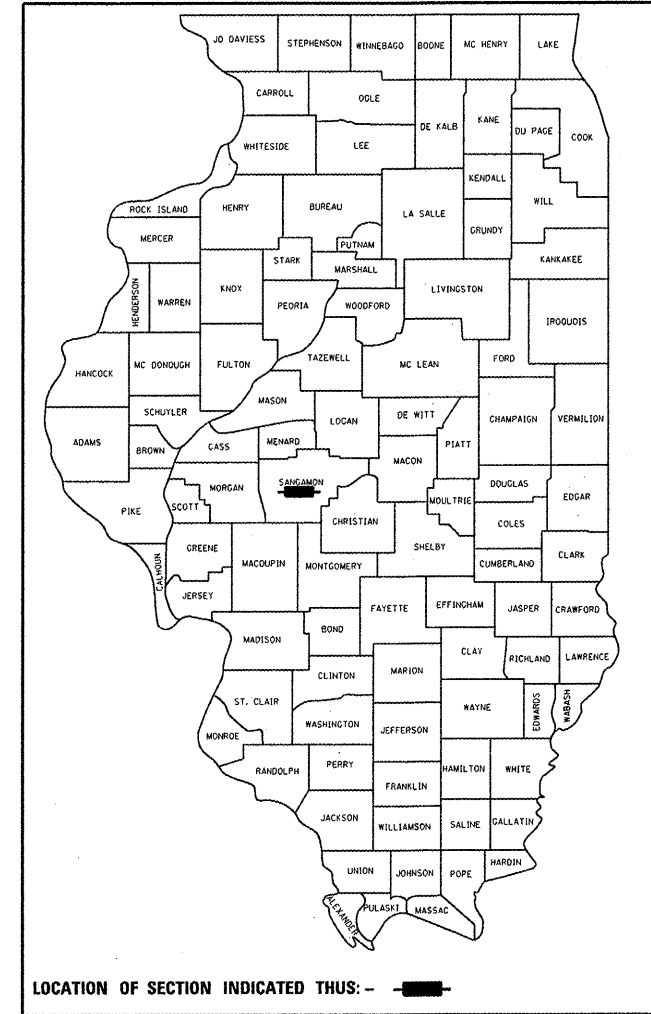 JO DAVIESS STEPHENSON WINNEBAGO BOONE MC HENRY LAKE
CARROLL OGLE DE KALB KANE DU PAGE COOK
WHITESIDE LEE KENDALL WILL
ROCK ISLAND HENRY BUREAU LA SALLE GRUNDY
MERCER PUTNAM KANKAKEE
STARK MARSHALL
HENDERSON WARREN KNOX PEORIA WOODFORD LIVINGSTON IROQUOIS
HANCOCK MC DONOUGH FULTON TAZEWELL MC LEAN FORD
SCHUYLER MASON LOGAN DE WITT CHAMPAIGN VERMILION
ADAMS BROWN CASS MENARD MACON PIATT
PIKE SCOTT MORGAN SANGAMON CHRISTIAN MOULTRIE DOUGLAS EDGAR
COLES
CALHOUN GREENE MACOUPIN MONTGOMERY SHELBY CUMBERLAND CLARK
JERSEY FAYETTE EFFINGHAM JASPER CRAWFORD
MADISON BOND
CLAY RICHLAND LAWRENCE
CLINTON MARION
ST. CLAIR WASHINGTON WAYNE EDWARDS WABASH
MONROE JEFFERSON
RANDOLPH PERRY HAMILTON WHITE
FRANKLIN
JACKSON WILLIAMSON SALINE GALLATIN
UNION JOHNSON POPE HARDIN
ALEXANDER PULASKI MASSAC
LOCATION OF SECTION INDICATED THUS: -